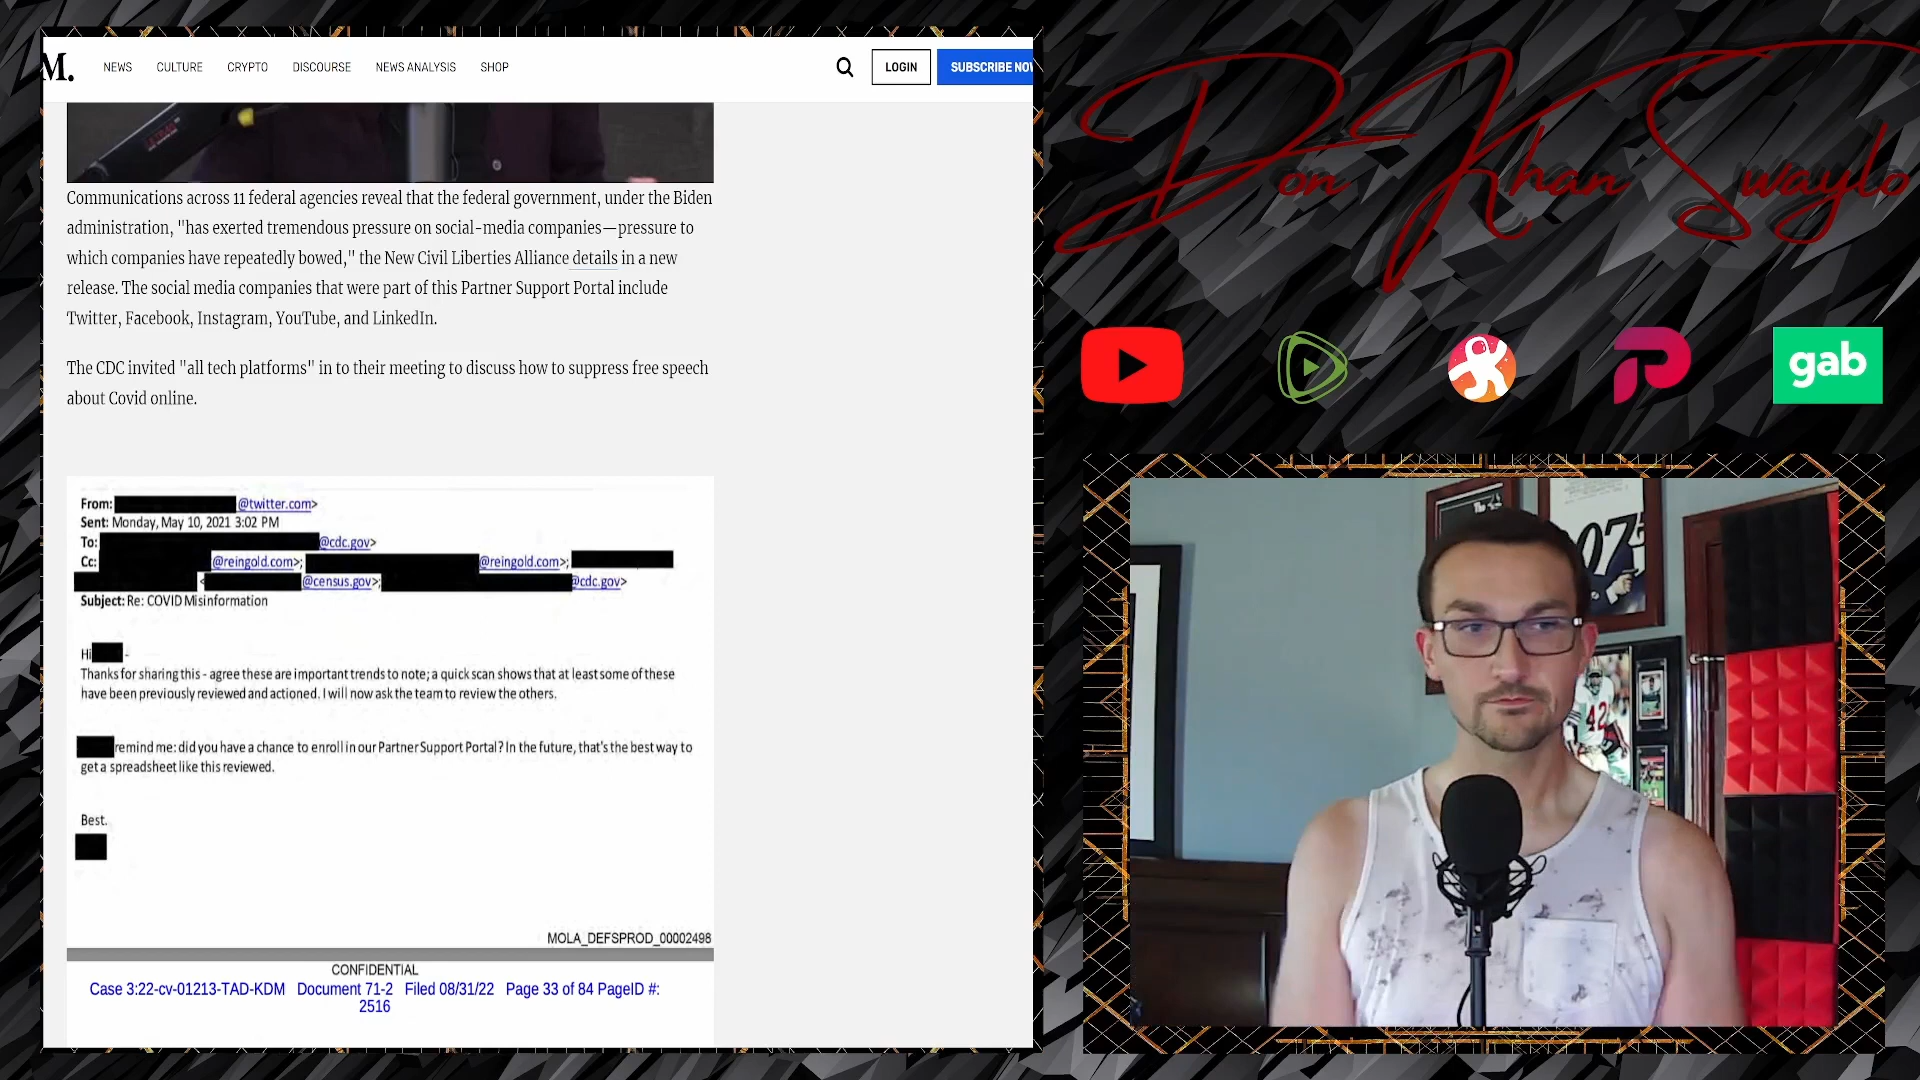 M.
NEWS CULTURE CRYPTO DISCOURSE NEWS ANALYSIS SHOP
LOGIN
SUBSCRIBE NOW
Communications across 11 federal agencies reveal that the federal government, under the Biden
administration, "has exerted tremendous pressure on social-media companies—pressure to
which companies have repeatedly bowed," the New Civil Liberties Alliance details in a new
release. The social media companies that were part of this Partner Support Portal include
Twitter, Facebook, Instagram, YouTube, and LinkedIn.
The CDC invited "all tech platforms" in to their meeting to discuss how to suppress free speech
about Covid online.
From: @twitter.com>
Sent: Monday, May 10, 2021 3:02 PM
To: @cdc.gov>
Cc: @reingold.com>; @reingold.com>;
< @census.gov>; @cdc.gov>
Subject: Re: COVID Misinformation
Hi -
Thanks for sharing this - agree these are important trends to note; a quick scan shows that at least some of these
have been previously reviewed and actioned. I will now ask the team to review the others.
remind me: did you have a chance to enroll in our Partner Support Portal? In the future, that's the best way to
get a spreadsheet like this reviewed.
Best.
MOLA_DEFSPROD_00002498
CONFIDENTIAL
Case 3:22-cv-01213-TAD-KDM Document 71-2 Filed 08/31/22 Page 33 of 84 PageID #:
2516
Don Khan Swaylo
gab
007
42